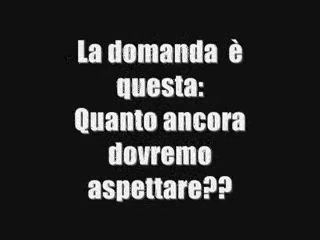 La domanda è
questa:
Quanto ancora
dovremo
aspettare??